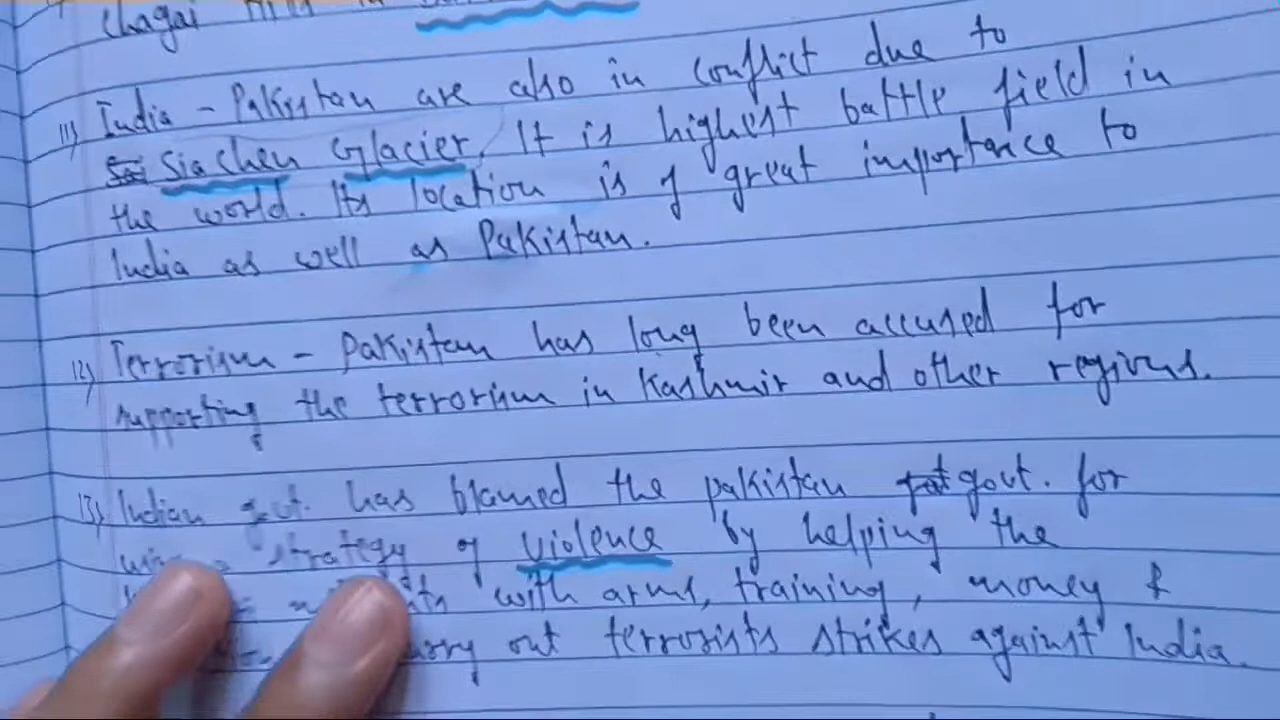 chagai
11) India - Pakistan are also in conflict due to
Siachen Glacier. It is highest battle field in
the world. Its location is of great importance to
India as well as Pakistan.
12) Terrorism - Pakistan has long been accused for
supporting the terrorism in Kashmir and other regions.
13) Indian govt. has blamed the pakistan govt. for
strategy of violence by helping the
with arms, training, money &
out terrorists strikes against India.